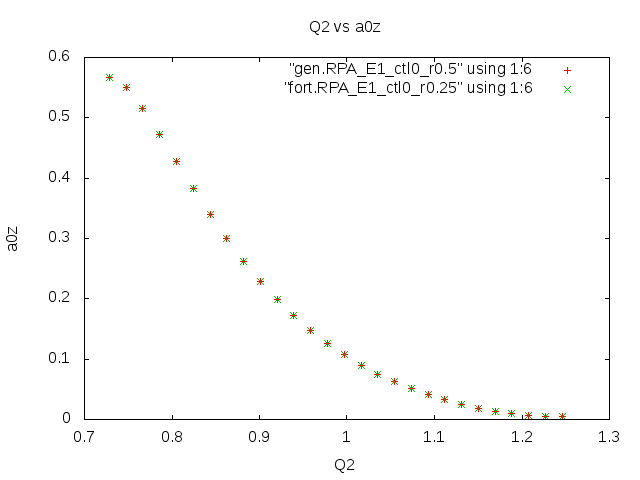 Q2 vs a0z
"gen.RPA_E1_ctl0_r0.5" using 1:6
"fort.RPA_E1_ctl0_r0.25" using 1:6
0.6
0.5
0.4
0.3
0.2
0.1
0
a0z
0.7 0.8 0.9 1 1.1 1.2 1.3
Q2